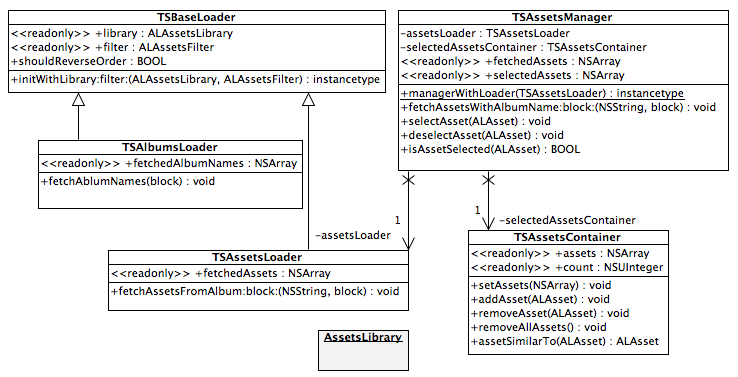 TSBaseLoader
<<readonly>> +library : ALAssetsLibrary
<<readonly>> +filter : ALAssetsFilter
+shouldReverseOrder : BOOL
+initWithLibrary:filter:(ALAssetsLibrary, ALAssetsFilter) : instancetype
TSAssetsManager
-assetsLoader : TSAssetsLoader
-selectedAssetsContainer : TSAssetsContainer
<<readonly>> +fetchedAssets : NSArray
<<readonly>> +selectedAssets : NSArray
+managerWithLoader(TSAssetsLoader) : instancetype
+fetchAssetsWithAlbumName:block:(NSString, block) : void
+selectAsset(ALAsset) : void
+deselectAsset(ALAsset) : void
+isAssetSelected(ALAsset) : BOOL
TSAlbumsLoader
<<readonly>> +fetchedAlbumNames : NSArray
+fetchAblumNames(block) : void
1
-assetsLoader
1
-selectedAssetsContainer
TSAssetsLoader
<<readonly>> +fetchedAssets : NSArray
+fetchAssetsFromAlbum:block:(NSString, block) : void
TSAssetsContainer
<<readonly>> +assets : NSArray
<<readonly>> +count : NSUInteger
+setAssets(NSArray) : void
+addAsset(ALAsset) : void
+removeAsset(ALAsset) : void
+removeAllAssets() : void
+assetSimilarTo(ALAsset) : ALAsset
AssetsLibrary